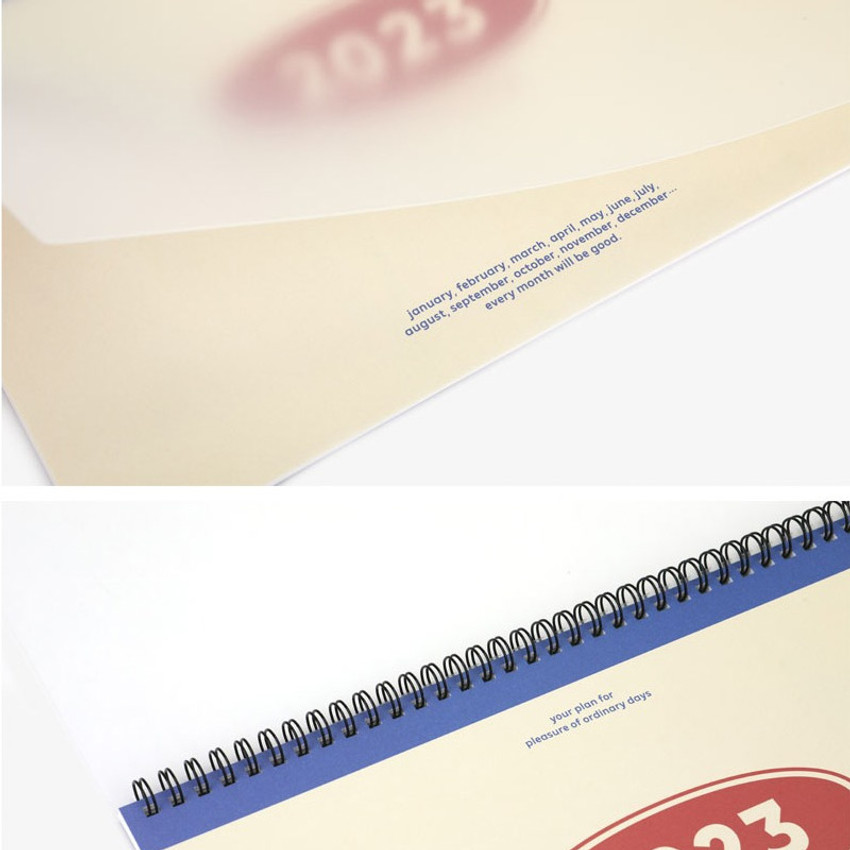 2023
january, february, march, april, may, june, july,
august, september, october, november, december...
every month will be good.
your plan for
pleasure of ordinary days
2023